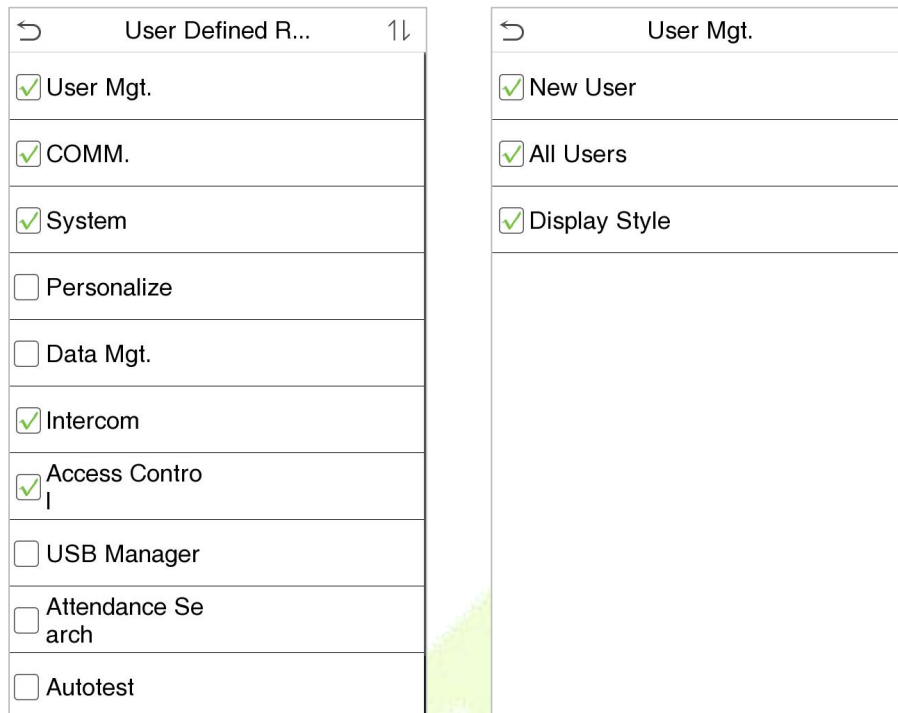 User Defined R...
User Mgt.
COMM.
System
Personalize
Data Mgt.
Intercom
Access Contro
l
USB Manager
Attendance Se
arch
Autotest
User Mgt.
New User
All Users
Display Style